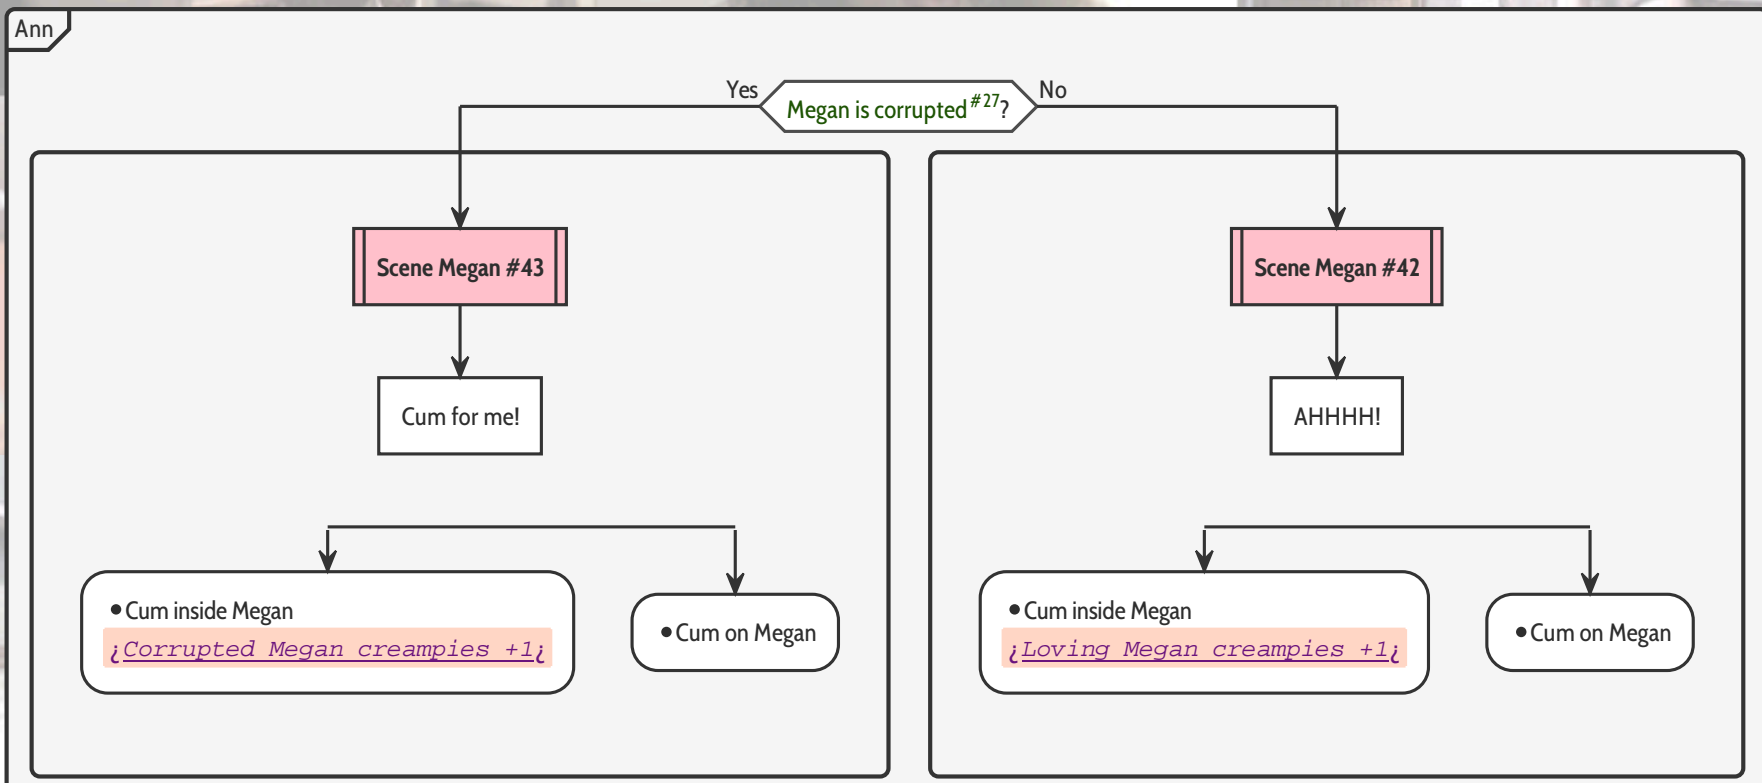 Ann
Yes
Megan is corrupted #27?
No
Scene Megan #43
Cum for me!
• Cum inside Megan
¿Corrupted Megan creampies +1¿
• Cum on Megan
Scene Megan #42
AHHHH!
• Cum inside Megan
¿Loving Megan creampies +1¿
• Cum on Megan